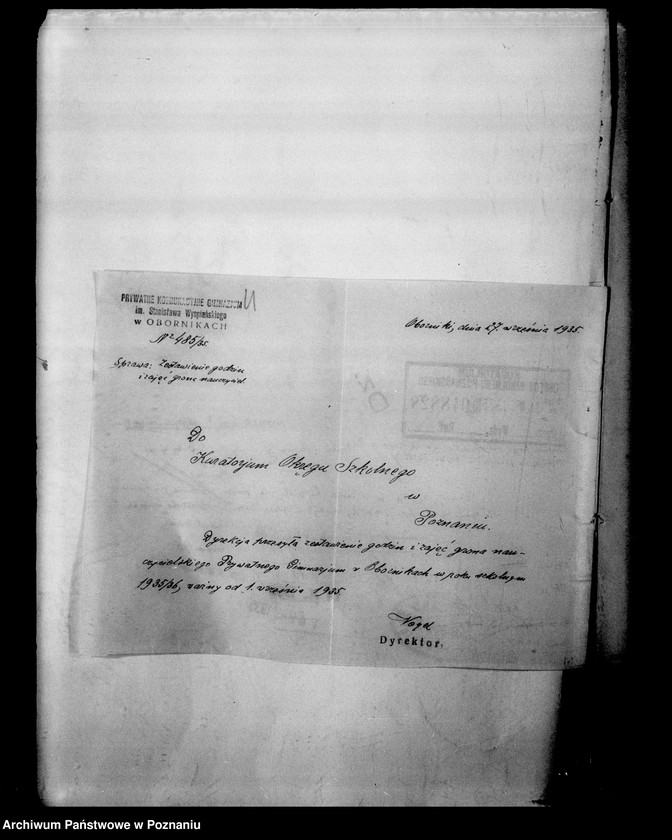 PRYWATNE KOEDUKACYJNE GIMNAZJUM
im. Stanisława Wyspiańskiego
w OBORNIKACH
Nº 485/35.
Oborniki, dnia 27. września 1935.
Sprawa: Zestawienie godzin
i zajęć grona nauczyciel.
Do
Kuratorjum Okręgu Szkolnego
w
Poznaniu.
Dyrekcja przesyła zestawienie godzin i zajęć grona nau-
czycielskiego Prywatnego Gimnazjum w Obornikach w roku szkolnym
1935/36, ważny od 1. września 1935.
Dyrektor.
Archiwum Państwowe w Poznaniu